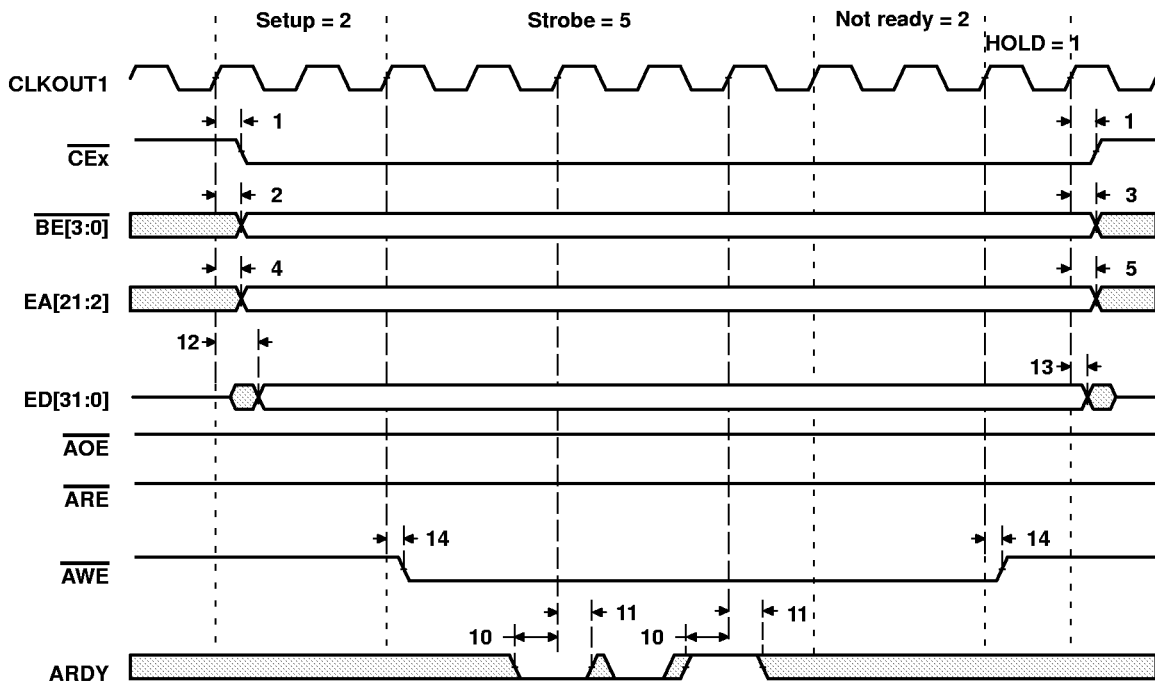 Setup = 2 Strobe = 5 Not ready = 2
HOLD = 1
CLKOUT1
1 1
CEx
2 3
BE[3:0]
4 5
EA[21:2]
12
13
ED[31:0]
AOE
ARE
14 14
AWE
10 11 10 11
ARDY